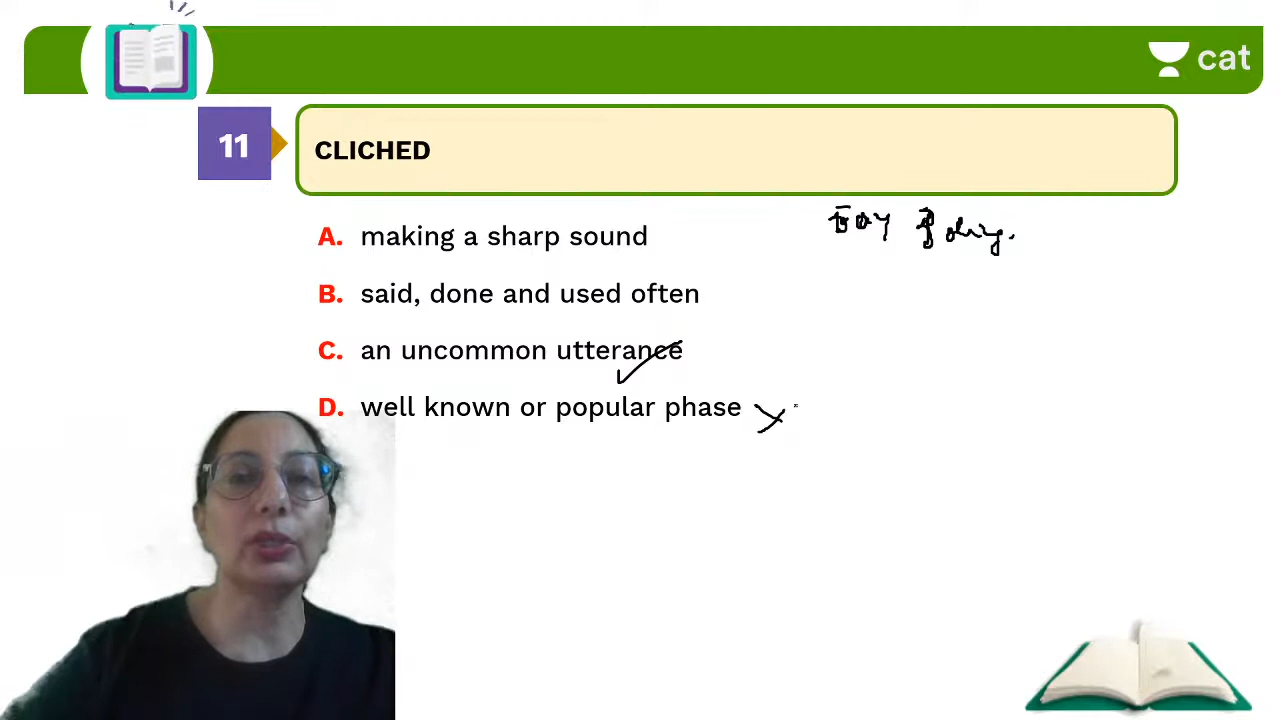 cat
11
CLICHED
A. making a sharp sound
B. said, done and used often
C. an uncommon utterance
D. well known or popular phase